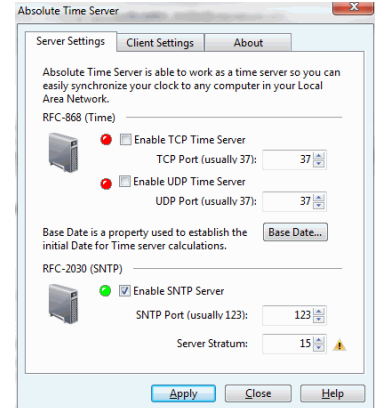 Absolute Time Server
Server Settings Client Settings About
Absolute Time Server is able to work as a time server so you can
easily synchronize your clock to any computer in your Local
Area Network.
RFC-868 (Time)
Enable TCP Time Server
TCP Port (usually 37): 37
Enable UDP Time Server
UDP Port (usually 37): 37
Base Date is a property used to establish the
initial Date for Time server calculations.
Base Date...
RFC-2030 (SNTP)
Enable SNTP Server
SNTP Port (usually 123): 123
Server Stratum: 15
Apply Close Help